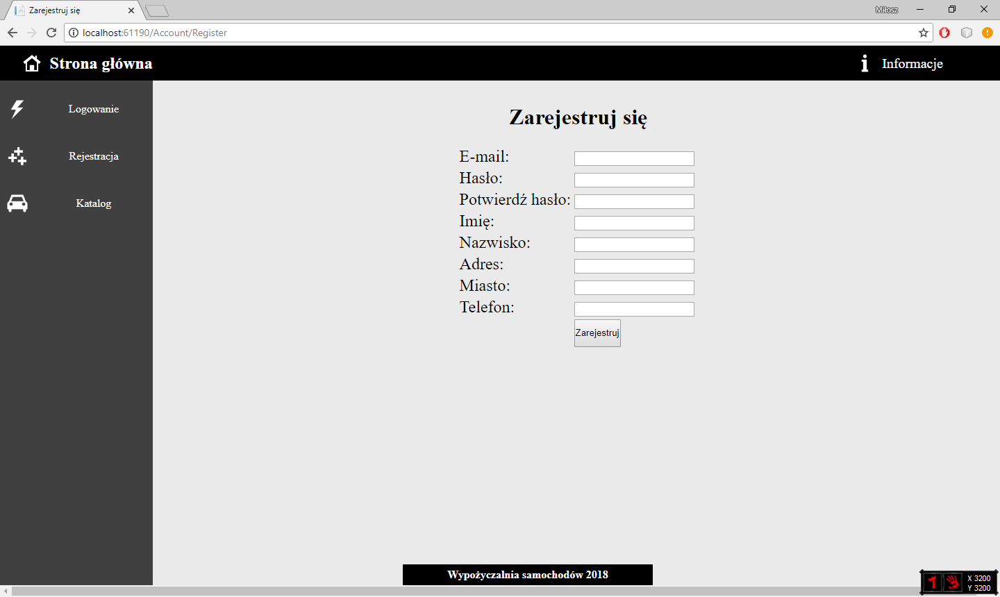 Zarejestruj się
Miłosz
localhost:61190/Account/Register
Strona główna
Informacje
Logowanie
Rejestracja
Katalog
Zarejestruj się
E-mail:
Hasło:
Potwierdź hasło:
Imię:
Nazwisko:
Adres:
Miasto:
Telefon:
Zarejestruj
Wypożyczalnia samochodów 2018
X 3200
Y 3200